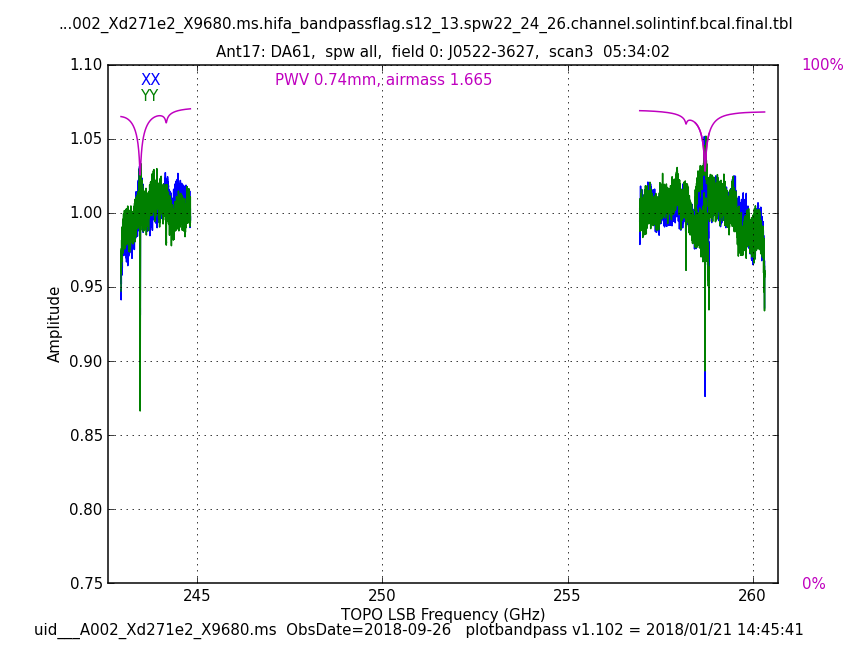 ...002_Xd271e2_X9680.ms.hifa_bandpassflag.s12_13.spw22_24_26.channel.solintinf.bcal.final.tbl
Ant17: DA61,  spw all,  field 0: J0522-3627,  scan3  05:34:02
1.10
XX
PWV 0.74mm, airmass 1.665
100%
YY
1.05
1.00
0.95
Amplitude
0.90
0.85
0.80
0.75
0%
245
250
255
260
TOPO LSB Frequency (GHz)
uid___A002_Xd271e2_X9680.ms  ObsDate=2018-09-26   plotbandpass v1.102 = 2018/01/21 14:45:41